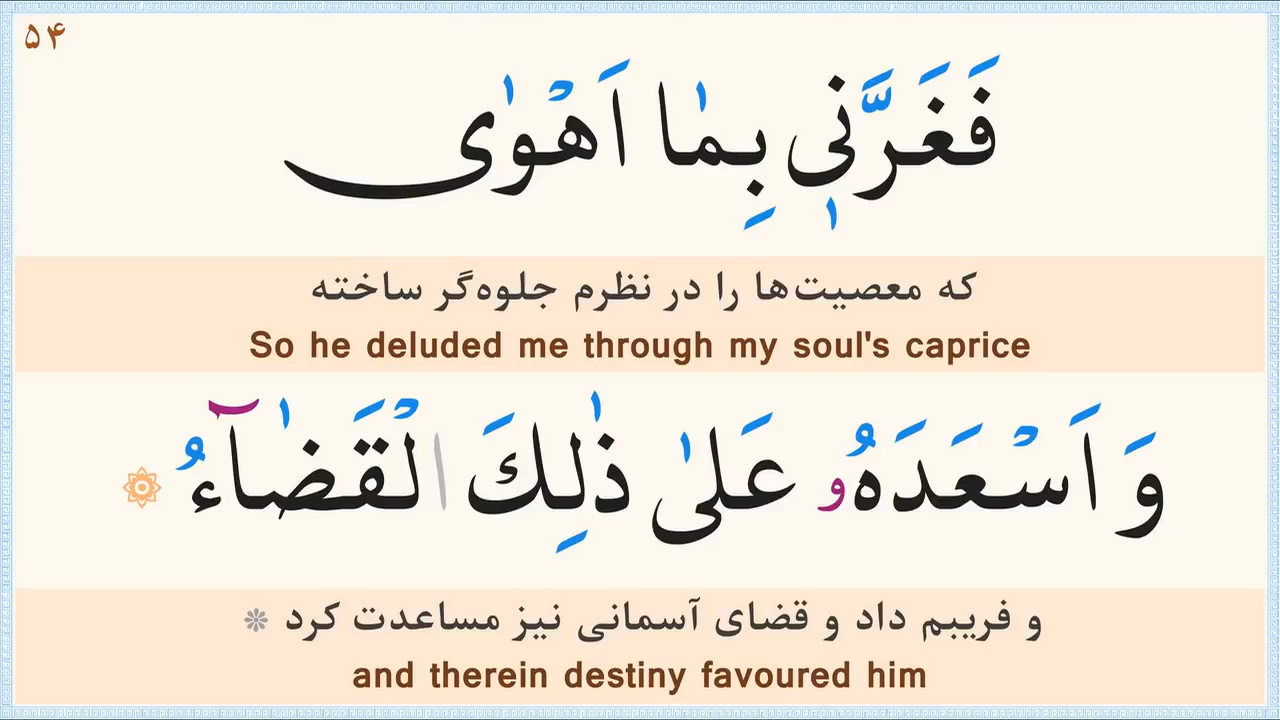 ۵۴
فَغَرَّنٖي بِمٰا اَهْوٰى
که معصیت‌ها را در نظرم جلوه‌گر ساخته
So he deluded me through my soul's caprice
وَ اَسْعَدَهُو عَلىٰ ذٰلِكَ الْقَضٰٓاءُ
و فریبم داد و قضای آسمانی نیز مساعدت کرد
and therein destiny favoured him